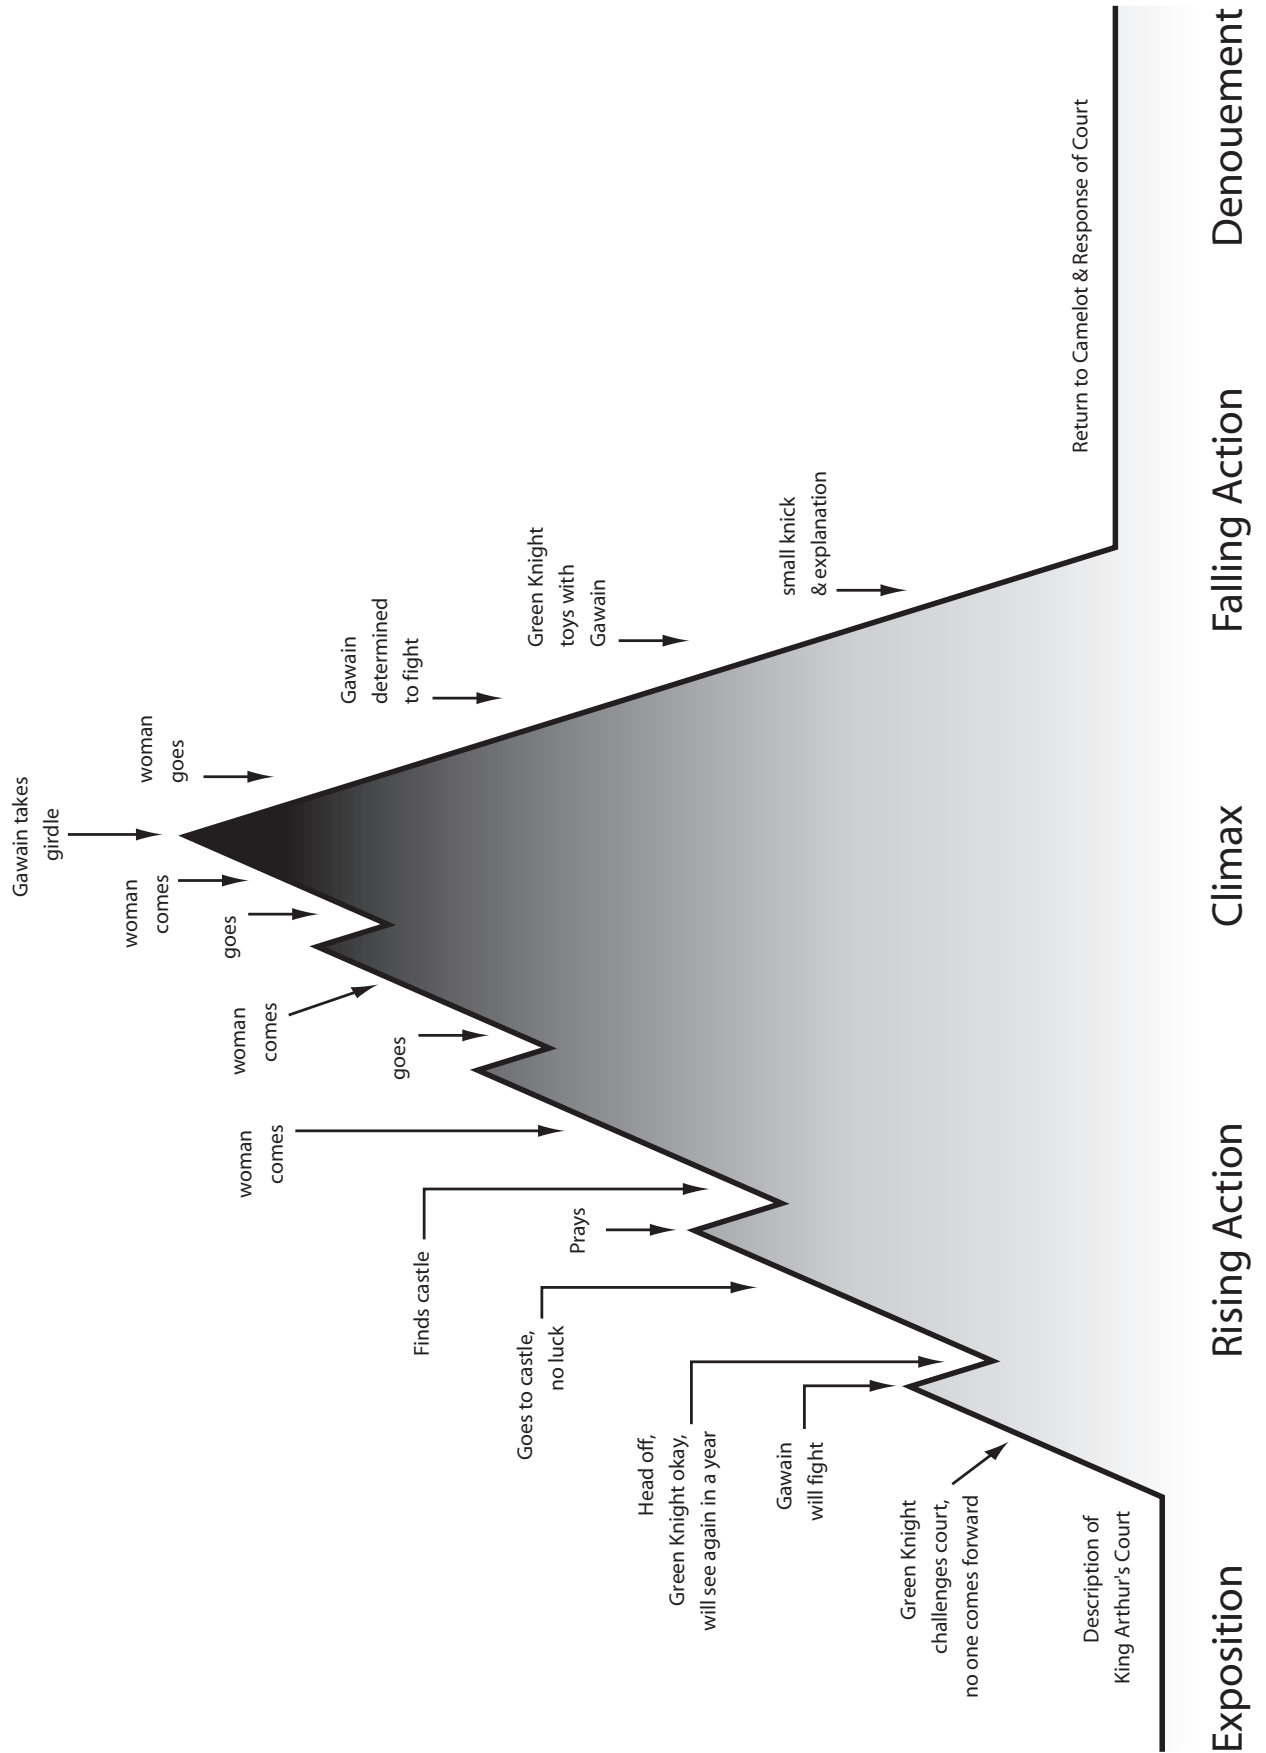 Gawain takes
girdle
woman
goes
woman
comes
goes
woman
comes
goes
woman
comes
Gawain
determined
to fight
Green Knight
toys with
Gawain
small knick
& explanation
Finds castle
Prays
Goes to castle,
no luck
Head off,
Green Knight okay,
will see again in a year
Gawain
will fight
Green Knight
challenges court,
no one comes forward
Description of
King Arthur's Court
Return to Camelot & Response of Court
Exposition
Rising Action
Climax
Falling Action
Denouement